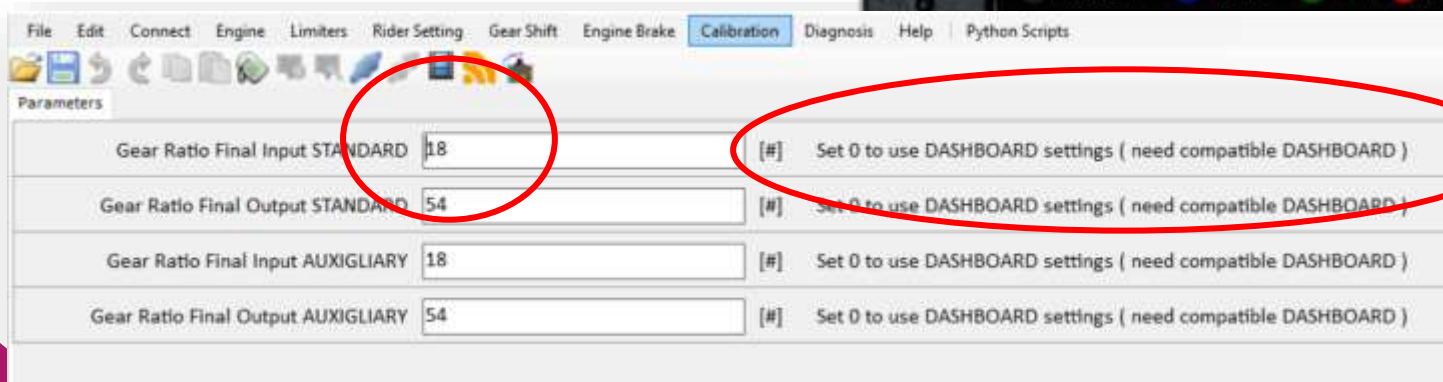 File Edit Connect Engine Limiters Rider Setting Gear Shift Engine Brake Calibration Diagnosis Help Python Scripts
Parameters
Gear Ratio Final Input STANDARD 18 [#] Set 0 to use DASHBOARD settings ( need compatible DASHBOARD )
Gear Ratio Final Output STANDARD 54 [#] Set 0 to use DASHBOARD settings ( need compatible DASHBOARD )
Gear Ratio Final Input AUXIGLIARY 18 [#] Set 0 to use DASHBOARD settings ( need compatible DASHBOARD )
Gear Ratio Final Output AUXIGLIARY 54 [#] Set 0 to use DASHBOARD settings ( need compatible DASHBOARD )